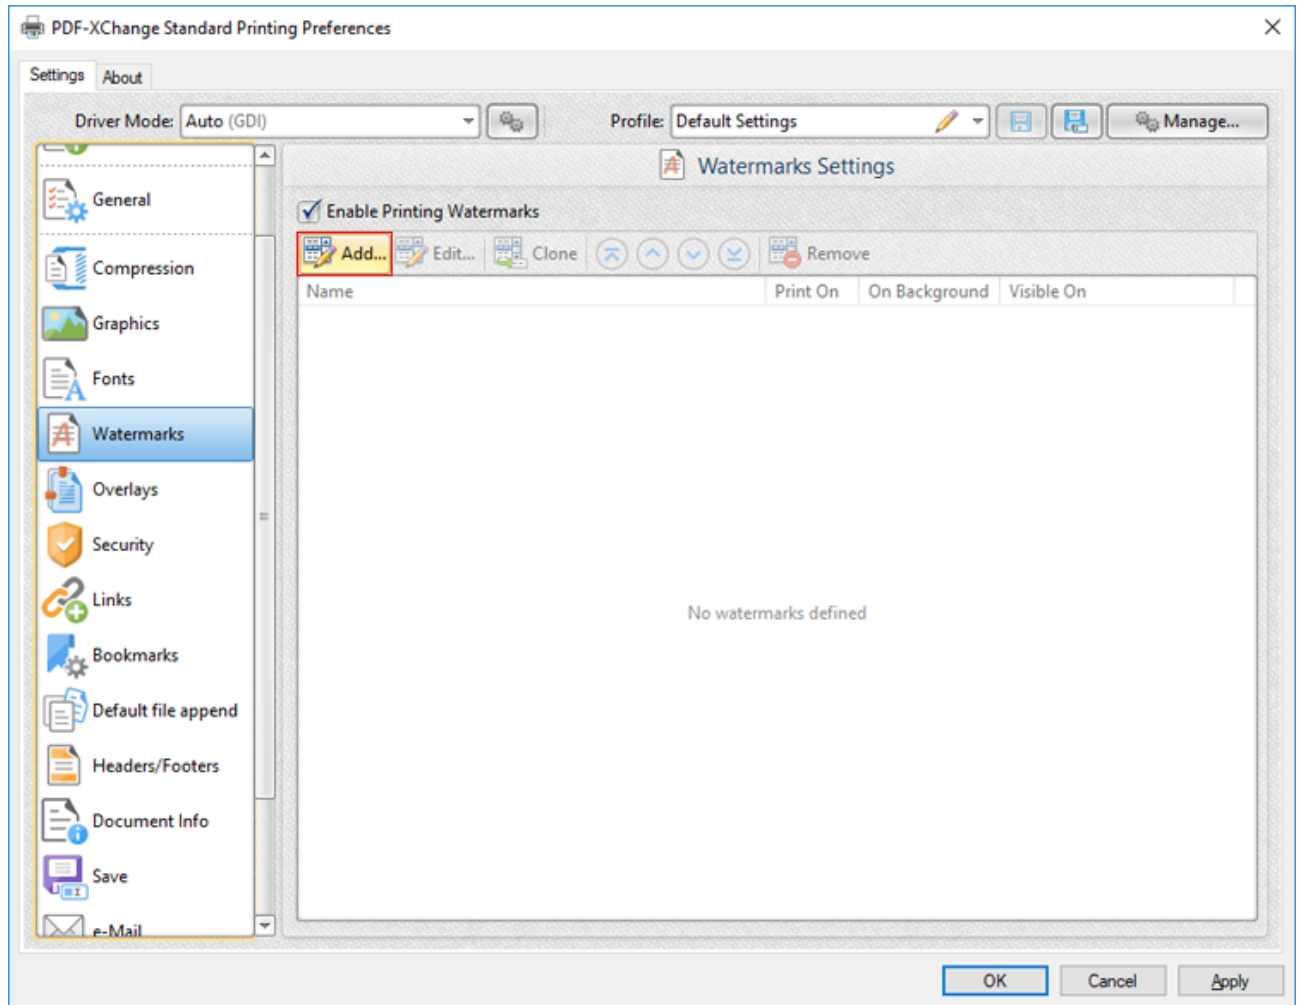 PDF-XChange Standard Printing Preferences
Settings About
Driver Mode: Auto (GDI) Profile: Default Settings Manage...
Watermarks Settings
General
Enable Printing Watermarks
Add... Edit... Clone Remove
Compression
Name Print On On Background Visible On
Graphics
Fonts
Watermarks
Overlays
Security
Links
No watermarks defined
Bookmarks
Default file append
Headers/Footers
Document Info
Save
e-Mail
OK Cancel Apply